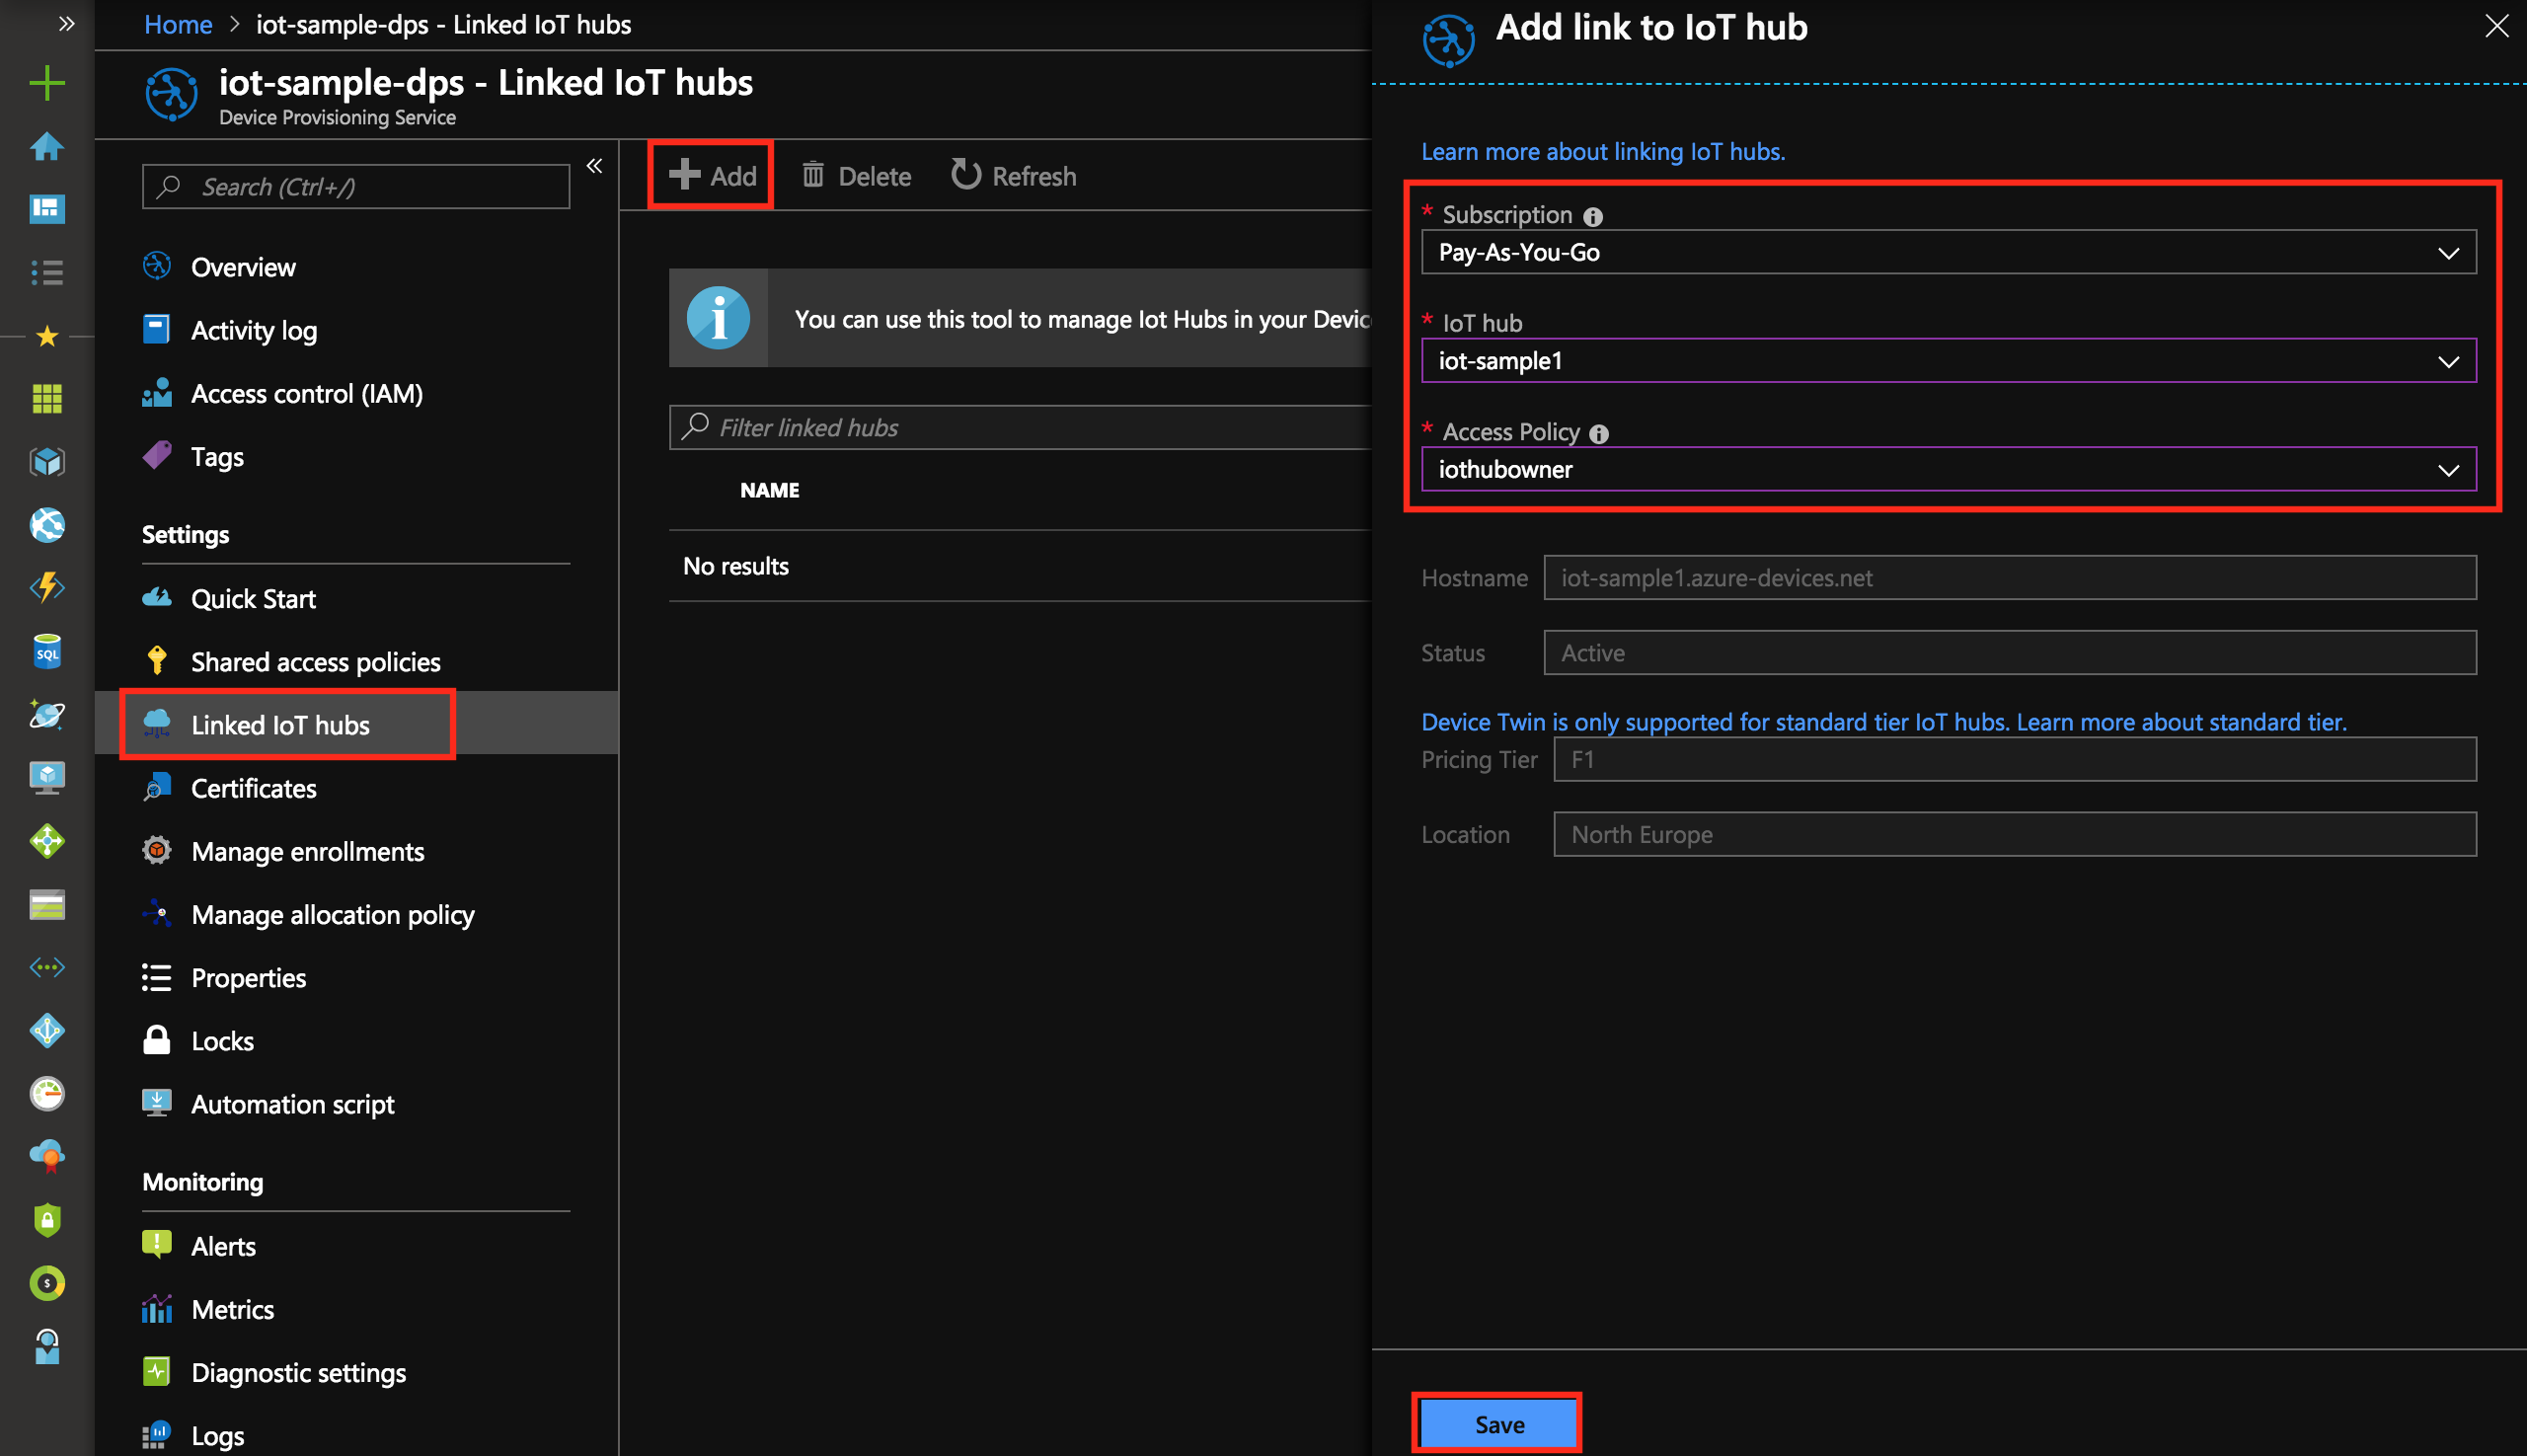 Home > iot-sample-dps - Linked IoT hubs
iot-sample-dps - Linked IoT hubs
Device Provisioning Service
Search (Ctrl+/)
Overview
Activity log
Access control (IAM)
Tags
Settings
Quick Start
Shared access policies
Linked IoT hubs
Certificates
Manage enrollments
Manage allocation policy
Properties
Locks
Automation script
Monitoring
Alerts
Metrics
Diagnostic settings
Logs
SQL
Add Delete Refresh
You can use this tool to manage Iot Hubs in your Devic
Filter linked hubs
NAME
No results
Add link to IoT hub
Learn more about linking IoT hubs.
* Subscription
Pay-As-You-Go
* IoT hub
iot-sample1
* Access Policy
iothubowner
Hostname iot-sample1.azure-devices.net
Status Active
Device Twin is only supported for standard tier IoT hubs. Learn more about standard tier.
Pricing Tier F1
Location North Europe
Save